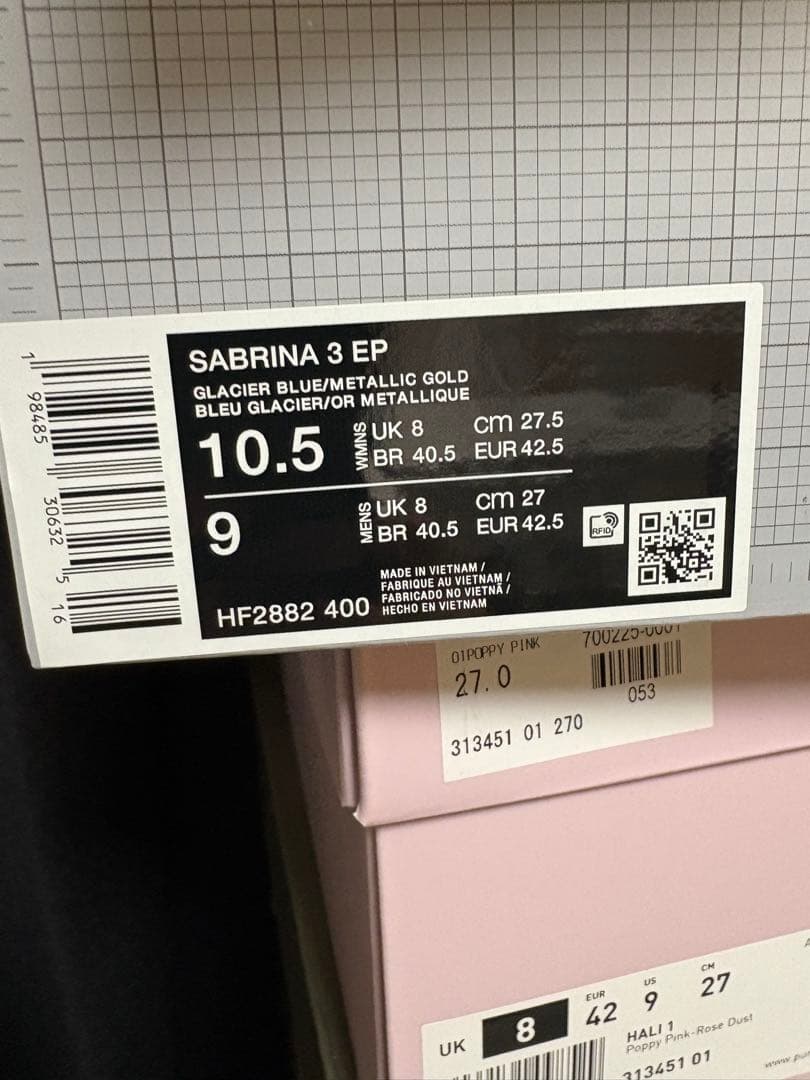 SABRINA 3 EP
GLACIER BLUE/METALLIC GOLD
BLEU GLACIER/OR METALLIQUE
10.5 WMNS UK 8 cm 27.5
BR 40.5 EUR 42.5
9 MENS UK 8 cm 27
BR 40.5 EUR 42.5
RFID
MADE IN VIETNAM /
FABRIQUE AU VIETNAM /
FABRICADO NO VIETNÃ /
HECHO EN VIETNAM
HF2882 400
1 98485 30632 5 16
01POPPY PINK 700225-0001
27.0
053
313451 01 270
UK 8 EUR 42 US 9 CM 27
HALI 1
Poppy Pink-Rose Dust
313451 01